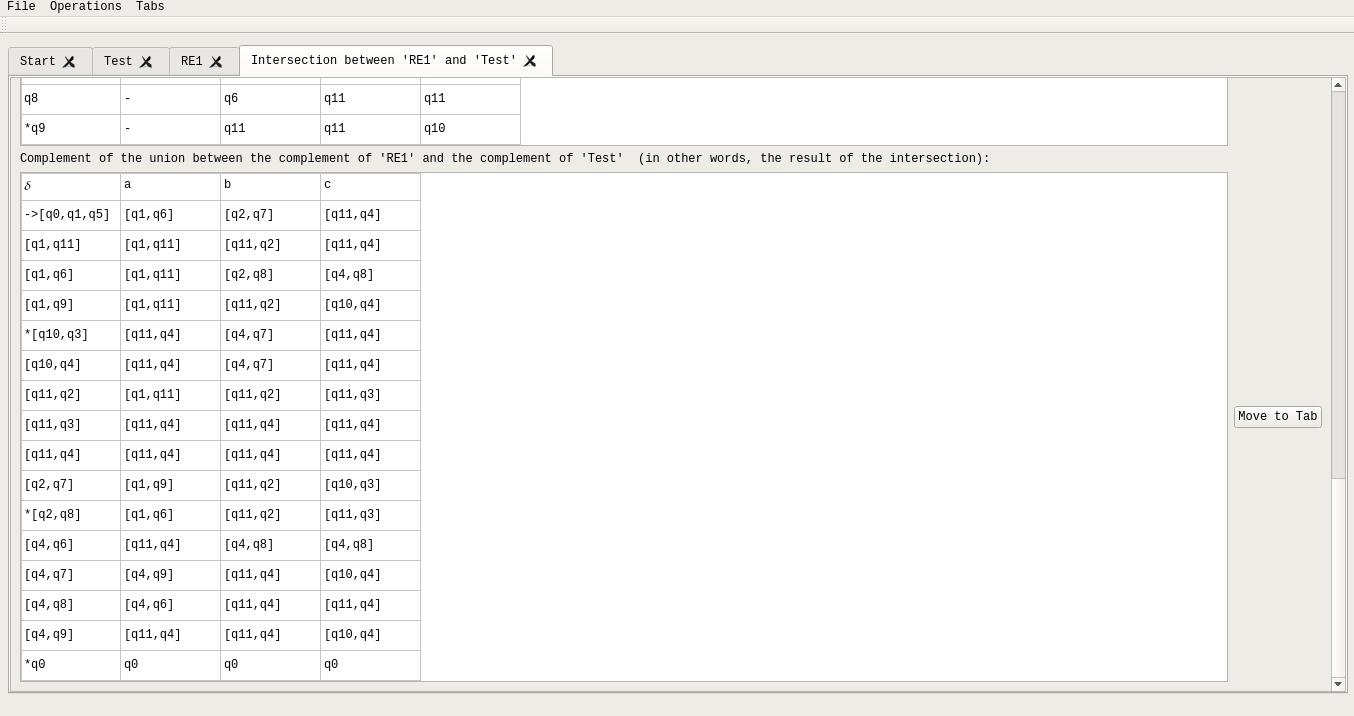 File Operations Tabs
Start Test RE1 Intersection between 'RE1' and 'Test'
q8 - q6 q11 q11
*q9 - q11 q11 q10
Complement of the union between the complement of 'RE1' and the complement of 'Test'  (in other words, the result of the intersection):
δ a b c
->[q0,q1,q5] [q1,q6] [q2,q7] [q11,q4]
[q1,q11] [q1,q11] [q11,q2] [q11,q4]
[q1,q6] [q1,q11] [q2,q8] [q4,q8]
[q1,q9] [q1,q11] [q11,q2] [q10,q4]
*[q10,q3] [q11,q4] [q4,q7] [q11,q4]
[q10,q4] [q11,q4] [q4,q7] [q11,q4]
[q11,q2] [q1,q11] [q11,q2] [q11,q3]
[q11,q3] [q11,q4] [q11,q4] [q11,q4]
[q11,q4] [q11,q4] [q11,q4] [q11,q4]
[q2,q7] [q1,q9] [q11,q2] [q10,q3]
*[q2,q8] [q1,q6] [q11,q2] [q11,q3]
[q4,q6] [q11,q4] [q4,q8] [q4,q8]
[q4,q7] [q4,q9] [q11,q4] [q10,q4]
[q4,q8] [q4,q6] [q11,q4] [q11,q4]
[q4,q9] [q11,q4] [q11,q4] [q10,q4]
*q0 q0 q0 q0
Move to Tab